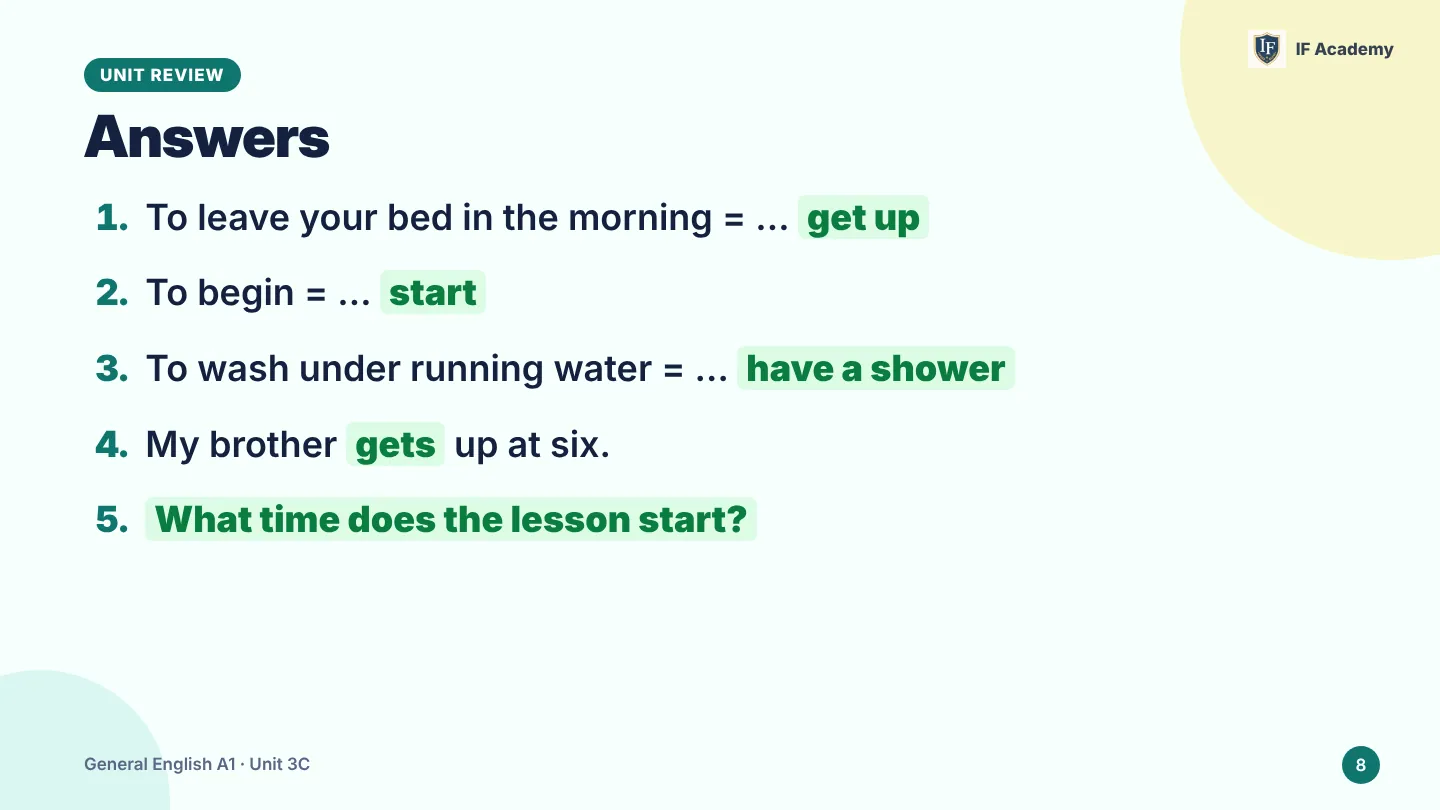 IF
IF Academy
UNIT REVIEW
Answers
1. To leave your bed in the morning = ... get up
2. To begin = ... start
3. To wash under running water = ... have a shower
4. My brother gets up at six.
5. What time does the lesson start?
General English A1 · Unit 3C
8